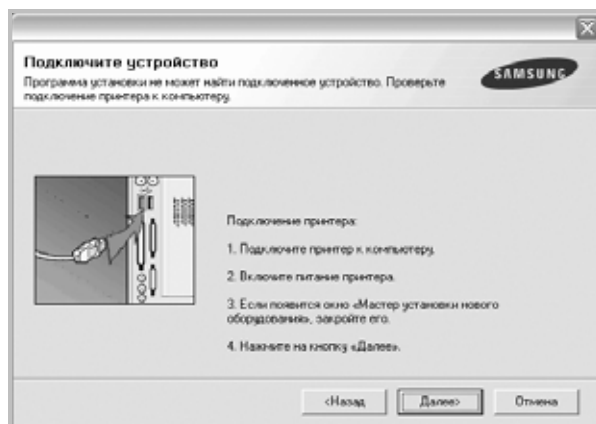 Подключите устройство
Программа установки не может найти подключенное устройство. Проверьте
подключение принтера к компьютеру.
SAMSUNG
Подключение принтера:
1. Подключите принтер к компьютеру.
2. Включите питание принтера.
3. Если появится окно «Мастер установки нового
оборудования», закройте его.
4. Нажмите на кнопку «Далее».
<Назад
Далее>
Отмена